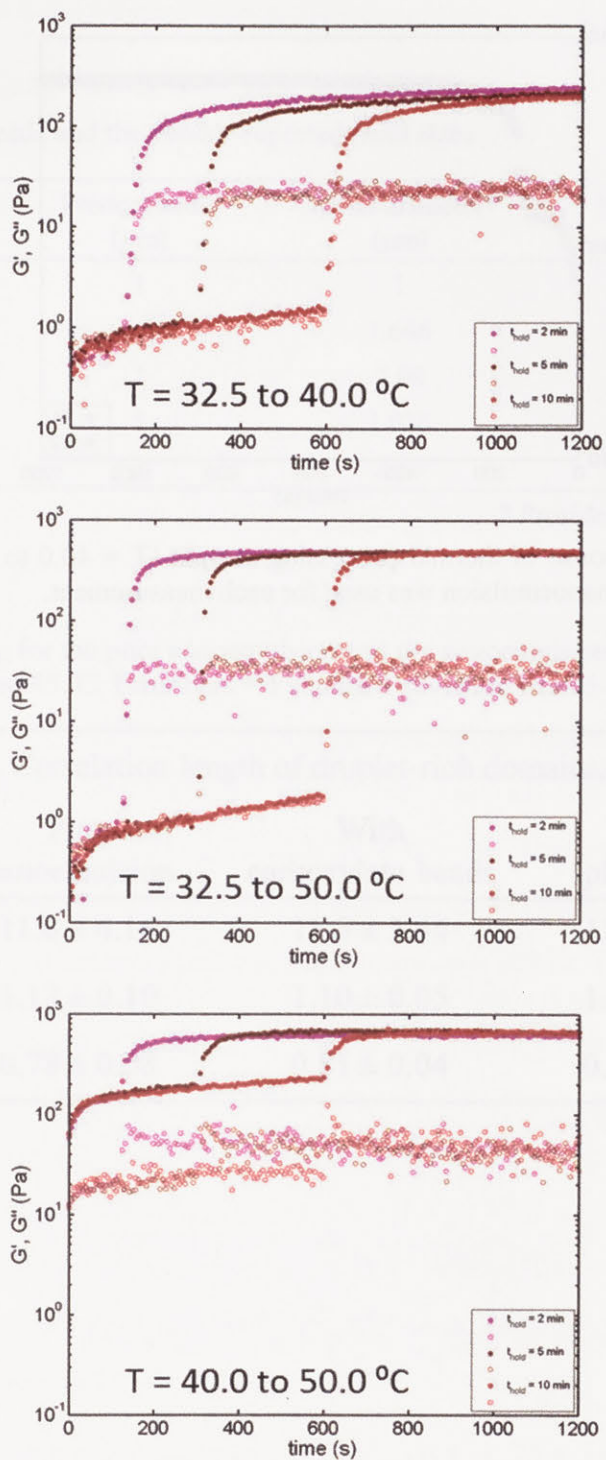 10³
10²
10¹
10⁰
10⁻¹
G', G'' (Pa)
t_hold = 2 min
t_hold = 5 min
t_hold = 10 min
T = 32.5 to 40.0 °C
0 200 400 600 800 1000 1200
time (s)
10³
10²
10¹
10⁰
10⁻¹
G', G'' (Pa)
t_hold = 2 min
t_hold = 5 min
t_hold = 10 min
T = 32.5 to 50.0 °C
0 200 400 600 800 1000 1200
time (s)
10³
10²
10¹
10⁰
10⁻¹
G', G'' (Pa)
t_hold = 2 min
t_hold = 5 min
t_hold = 10 min
T = 40.0 to 50.0 °C
0 200 400 600 800 1000 1200
time (s)